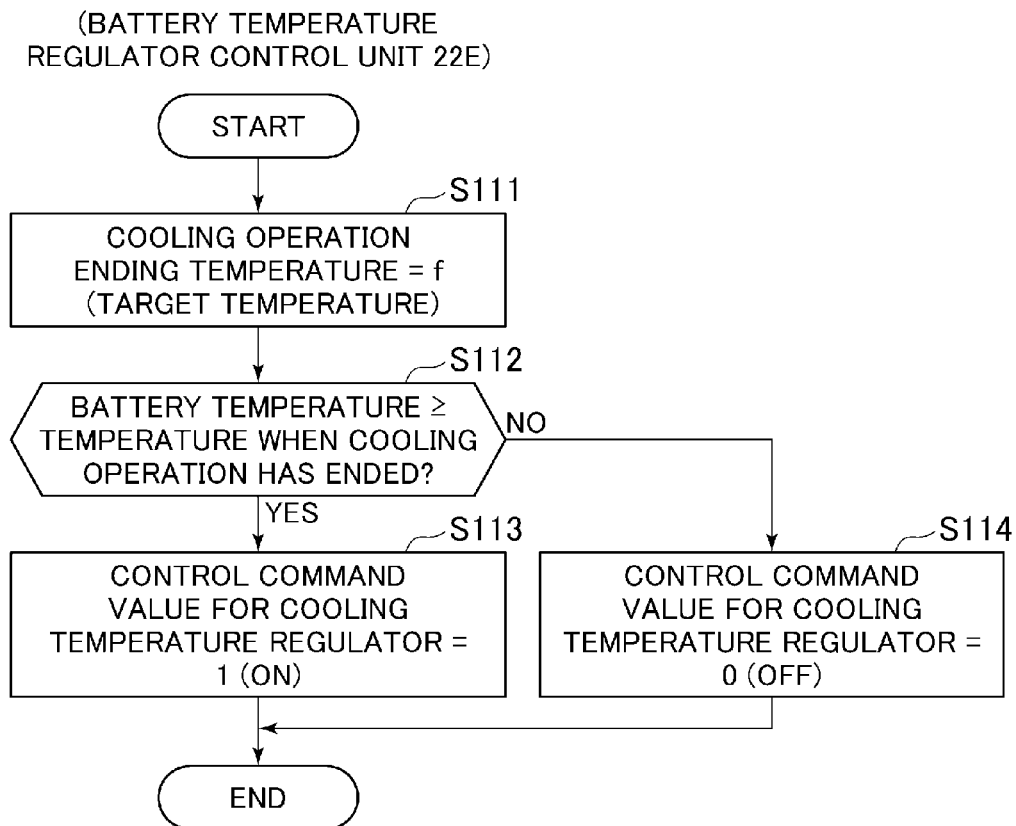 (BATTERY TEMPERATURE
REGULATOR CONTROL UNIT 22E)
START
S111
COOLING OPERATION
ENDING TEMPERATURE = f
(TARGET TEMPERATURE)
S112
BATTERY TEMPERATURE ≥
TEMPERATURE WHEN COOLING
OPERATION HAS ENDED?
NO
YES
S113
CONTROL COMMAND
VALUE FOR COOLING
TEMPERATURE REGULATOR =
1 (ON)
S114
CONTROL COMMAND
VALUE FOR COOLING
TEMPERATURE REGULATOR =
0 (OFF)
END